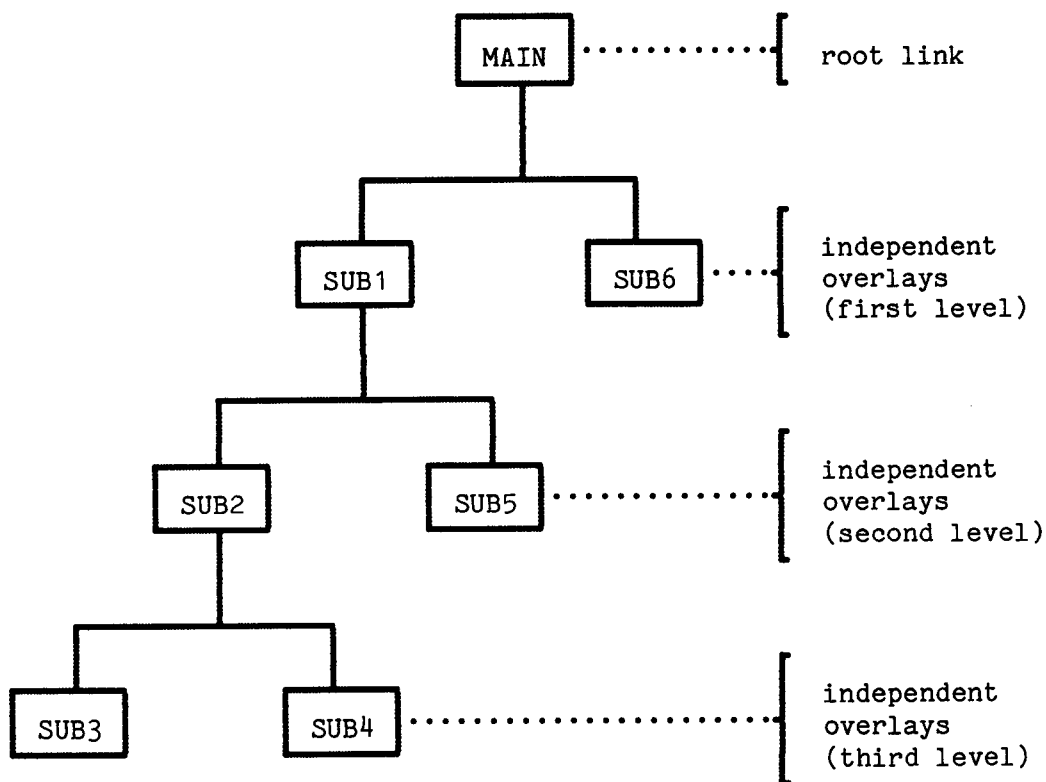 MAIN
root link
SUB1
SUB6
independent
overlays
(first level)
SUB2
SUB5
independent
overlays
(second level)
SUB3
SUB4
independent
overlays
(third level)